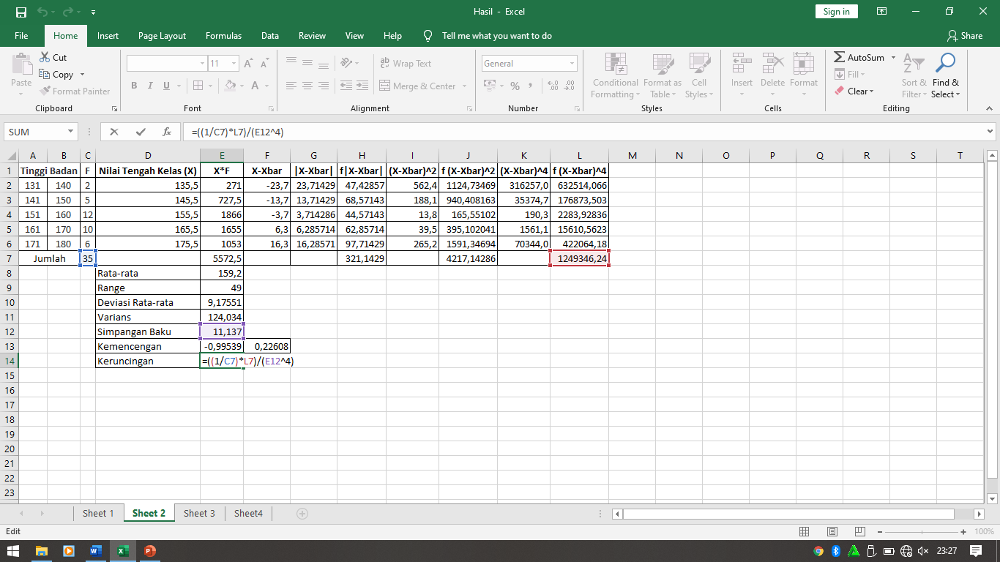 Hasil - Excel
Sign in
File Home Insert Page Layout Formulas Data Review View Help Tell me what you want to do Share
Paste
Cut
Copy
Format Painter
Clipboard
11 A A
B I U A
Font
ab Wrap Text
Merge & Center
Alignment
General
% , ,00 ,0
Number
Conditional Formatting
Format as Table
Cell Styles
Styles
Insert Delete Format
Cells
AutoSum
Fill
Clear
Sort & Filter
Find & Select
Editing
SUM fx =((1/C7)*L7)/(E12^4)
A B C D E F G H I J K L M N O P Q R S T
1 Tinggi Badan F Nilai Tengah Kelas (X) X*F X-Xbar |X-Xbar| f|X-Xbar| (X-Xbar)^2 f (X-Xbar)^2 (X-Xbar)^4 f (X-Xbar)^4
2 131 140 2 135,5 271 -23,7 23,71429 47,42857 562,4 1124,73469 316257,0 632514,066
3 141 150 5 145,5 727,5 -13,7 13,71429 68,57143 188,1 940,408163 35374,7 176873,503
4 151 160 12 155,5 1866 -3,7 3,714286 44,57143 13,8 165,55102 190,3 2283,92836
5 161 170 10 165,5 1655 6,3 6,285714 62,85714 39,5 395,102041 1561,1 15610,5623
6 171 180 6 175,5 1053 16,3 16,28571 97,71429 265,2 1591,34694 70344,0 422064,18
7 Jumlah 35 5572,5 321,1429 4217,14286 1249346,24
8 Rata-rata 159,2
9 Range 49
10 Deviasi Rata-rata 9,17551
11 Varians 124,034
12 Simpangan Baku 11,137
13 Kemencengan -0,99539 0,22608
14 Keruncingan =((1/C7)*L7)/(E12^4)
15
16
17
18
19
20
21
22
23
Sheet 1 Sheet 2 Sheet 3 Sheet4
Edit 100%
23:27